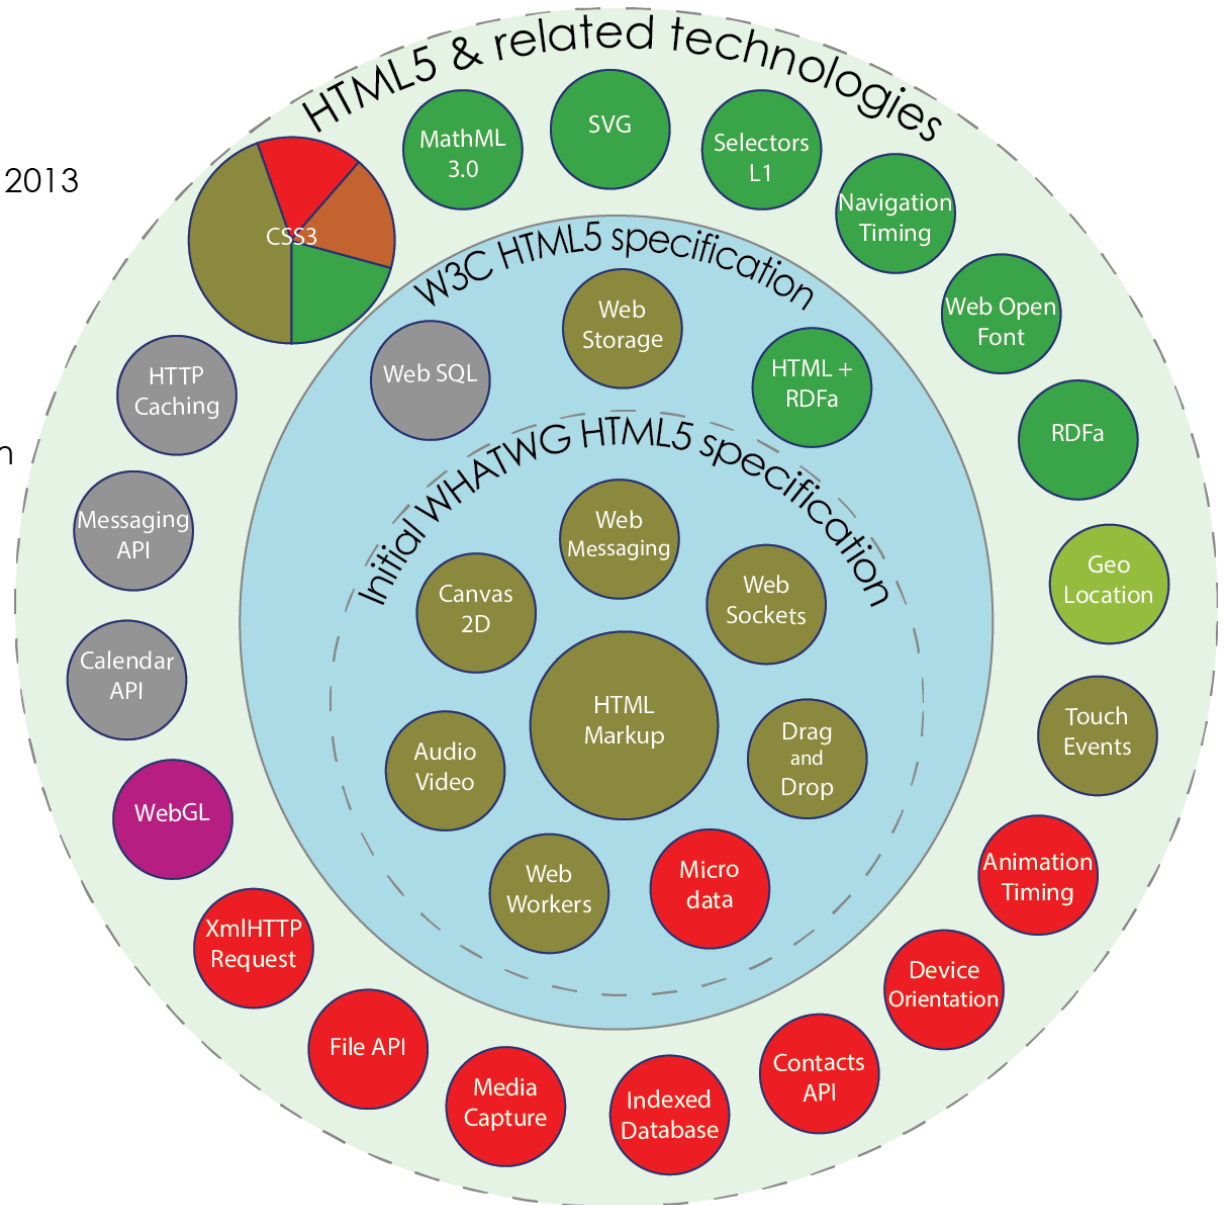 HTML5 & related technologies
2013
MathML
3.0
SVG
Selectors
L1
Navigation
Timing
CSS3
W3C HTML5 specification
Web Open
Font
Web
Storage
Web SQL
HTML +
RDFa
HTTP
Caching
RDFa
n
Initial WHATWG HTML5 specification
Messaging
API
Web
Messaging
Canvas
2D
Web
Sockets
Geo
Location
Calendar
API
HTML
Markup
Touch
Events
Audio
Video
Drag
and
Drop
WebGL
Web
Workers
Micro
data
Animation
Timing
XmlHTTP
Request
Device
Orientation
File API
Media
Capture
Indexed
Database
Contacts
API